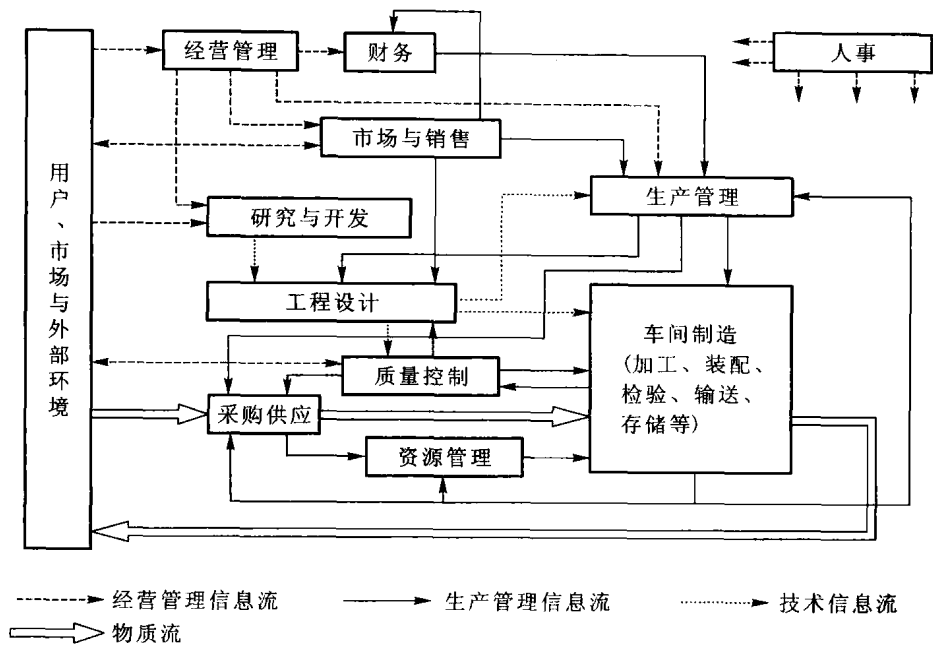 经营管理
财务
人事
市场与销售
用户、市场与外部环境
生产管理
研究与开发
工程设计
车间制造
(加工、装配、
检验、输送、
存储等)
质量控制
采购供应
资源管理
经营管理信息流
生产管理信息流
技术信息流
物质流